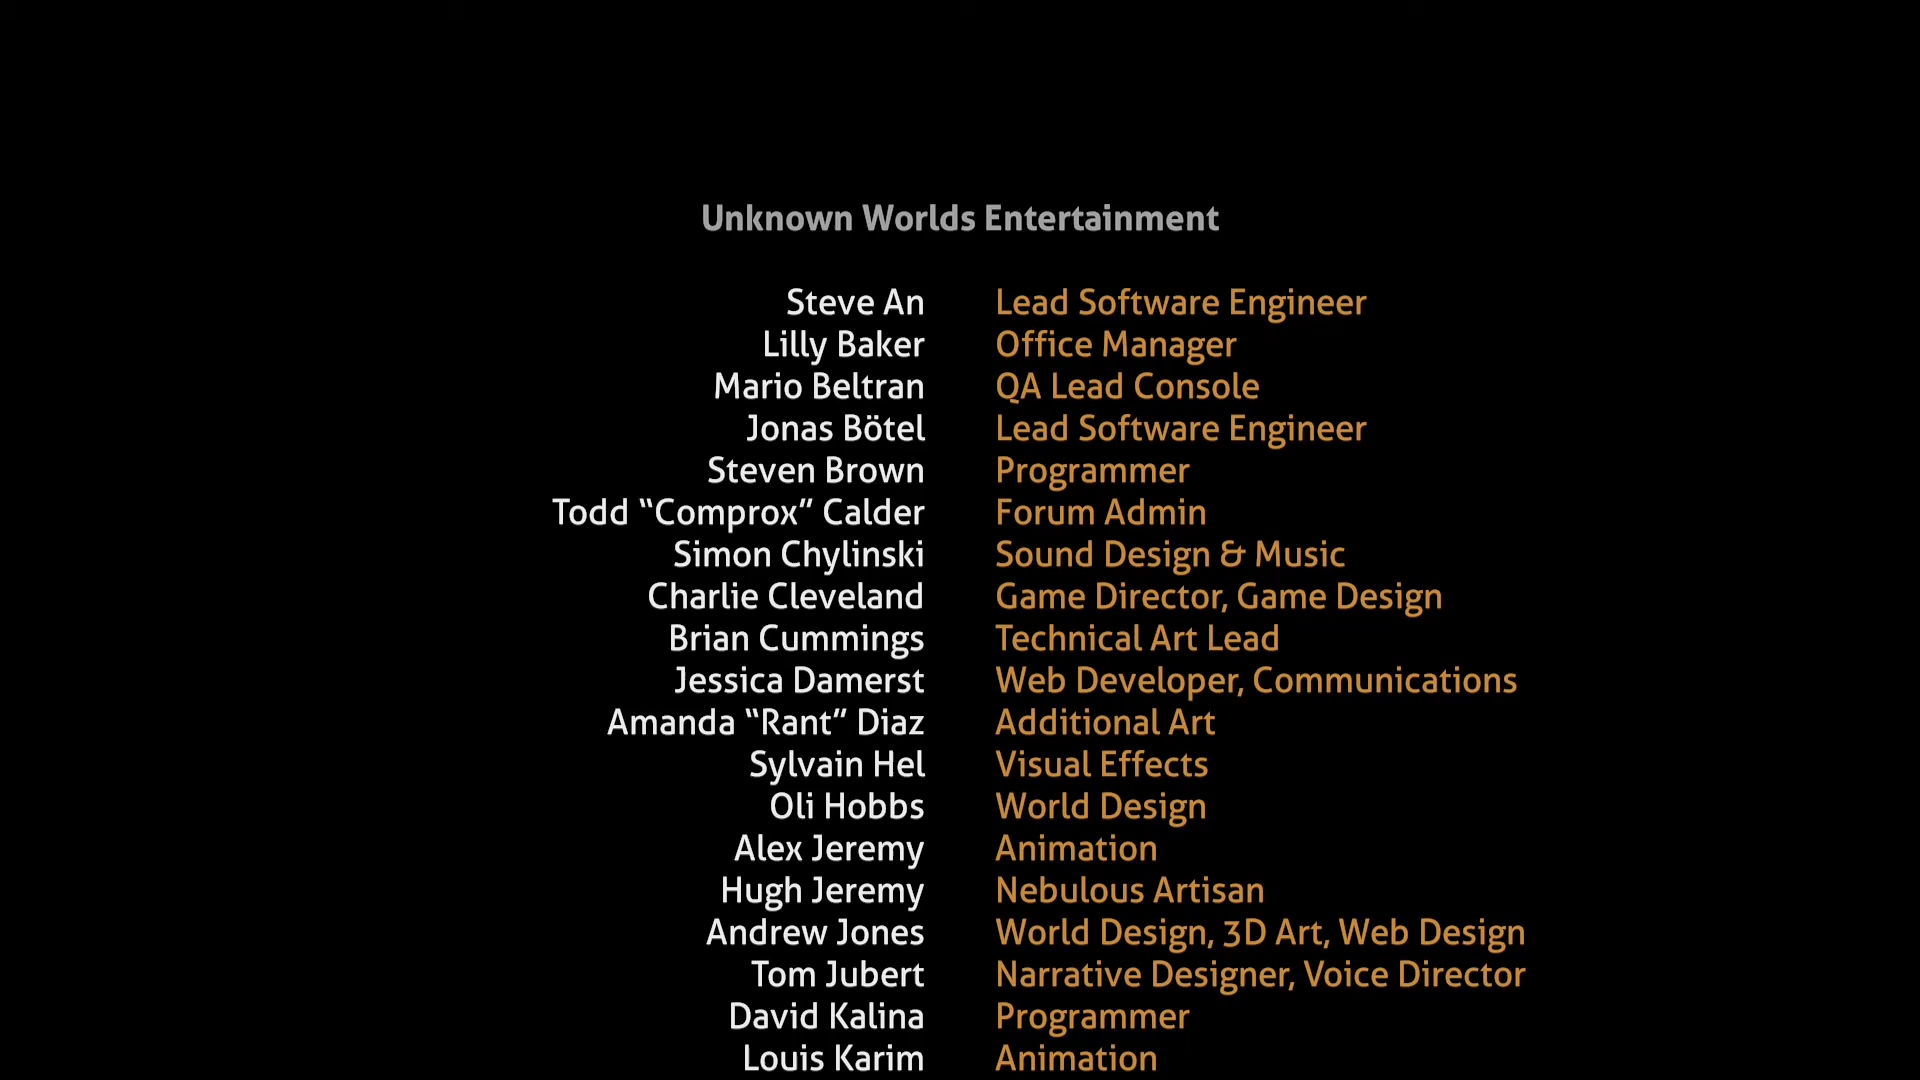 Unknown Worlds Entertainment
Steve An Lead Software Engineer
Lilly Baker Office Manager
Mario Beltran QA Lead Console
Jonas Bötel Lead Software Engineer
Steven Brown Programmer
Todd “Comprox” Calder Forum Admin
Simon Chylinski Sound Design & Music
Charlie Cleveland Game Director, Game Design
Brian Cummings Technical Art Lead
Jessica Damerst Web Developer, Communications
Amanda “Rant” Diaz Additional Art
Sylvain Hel Visual Effects
Oli Hobbs World Design
Alex Jeremy Animation
Hugh Jeremy Nebulous Artisan
Andrew Jones World Design, 3D Art, Web Design
Tom Jubert Narrative Designer, Voice Director
David Kalina Programmer
Louis Karim Animation